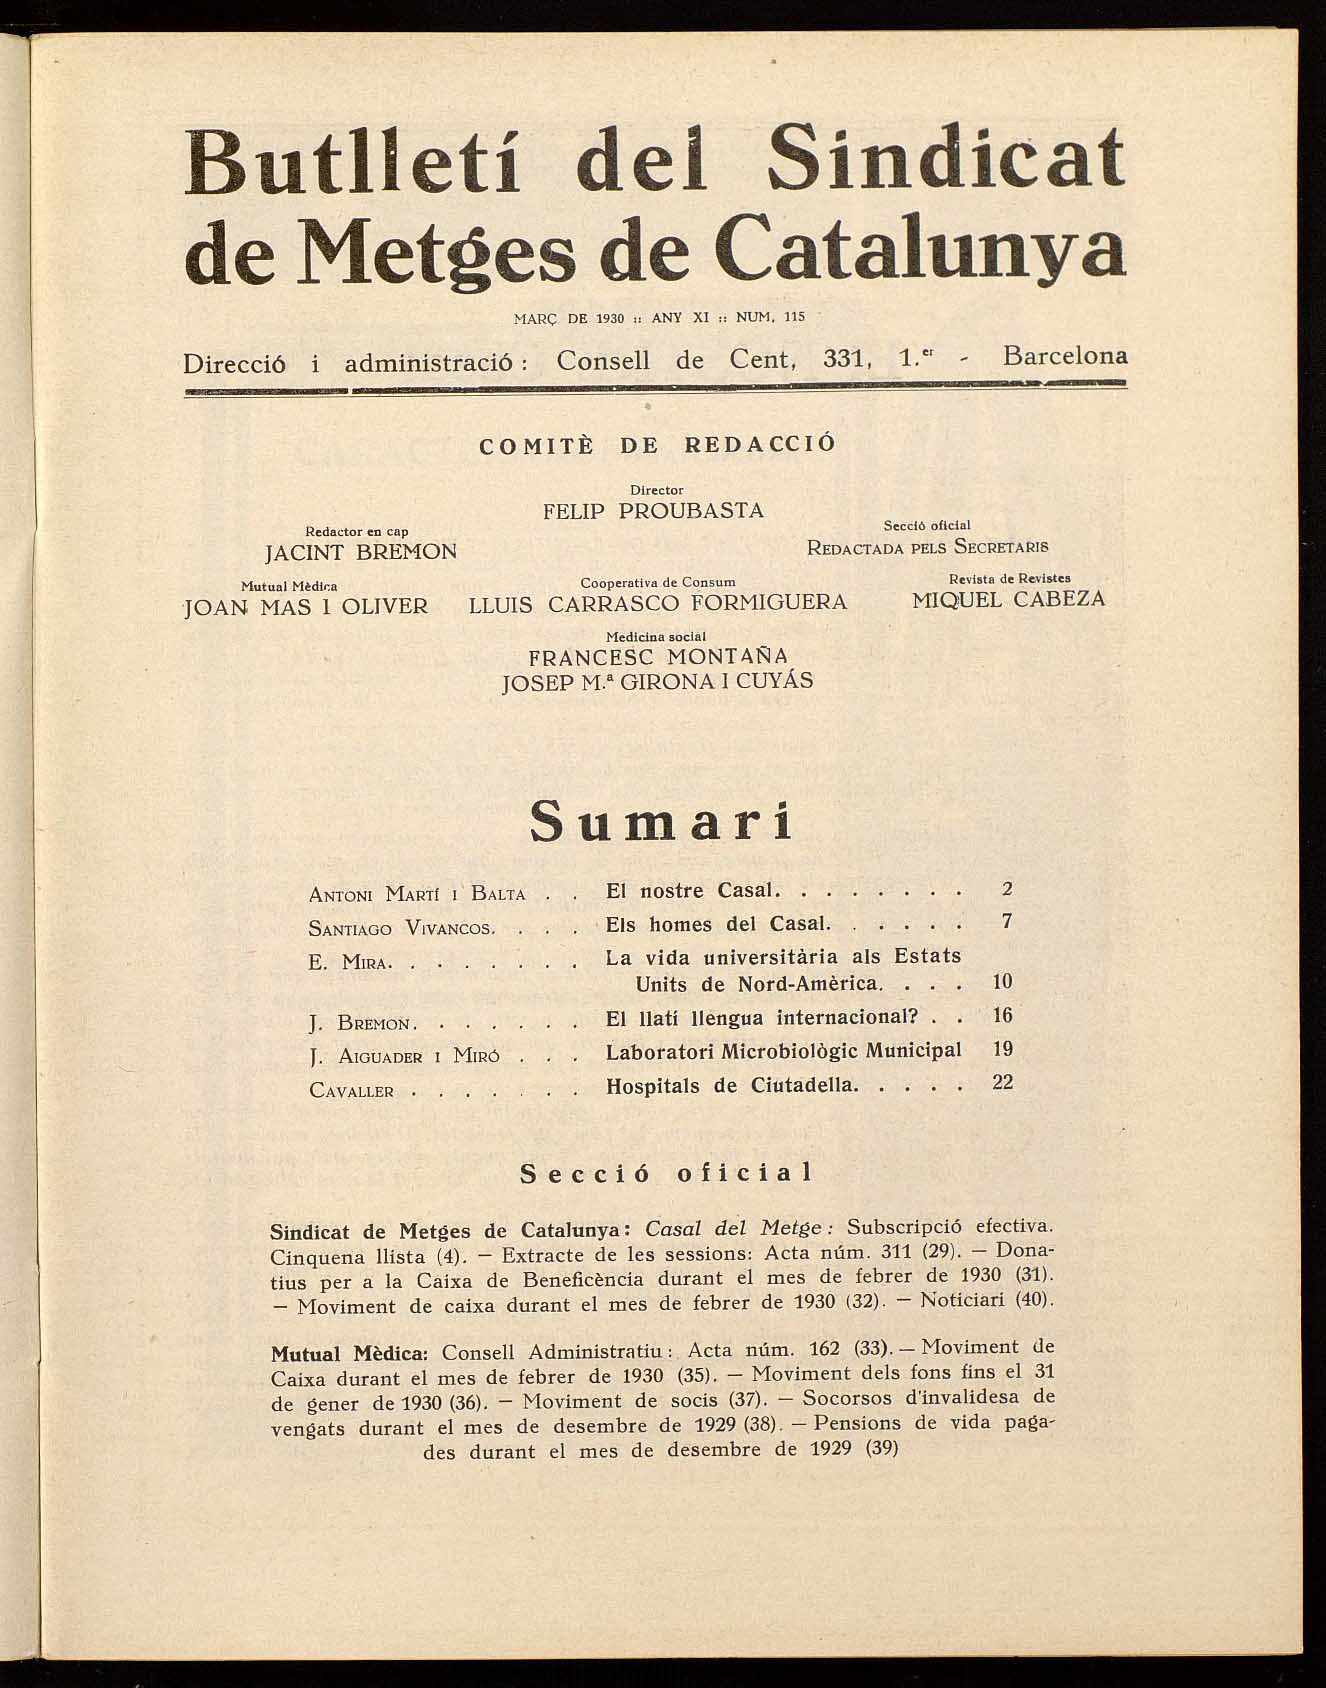 Butlletí del Sindicat
de Metges de Catalunya
MARÇ DE 1930 :: ANY XI :: NUM, 115
Direcció i administració : Consell de Cent, 331, 1.er - Barcelona
COMITÈ DE REDACCIÓ
Director
FELIP PROUBASTA
Redactor en cap
JACINT BREMON
Secció oficial
REDACTADA PELS SECRETARIS
Mutual Mèdica
JOAN MAS I OLIVER
Cooperativa de Consum
LLUIS CARRASCO FORMIGUERA
Revista de Revistes
MIQUEL CABEZA
Medicina social
FRANCESC MONTAÑA
JOSEP M.ª GIRONA I CUYÁS
Sumari
ANTONI MARTÍ I BALTA . . El nostre Casal. . . . . . . . 2
SANTIAGO VIVANCOS. . . . Els homes del Casal. . . . . . 7
E. MIRA. . . . . . . . La vida universitària als Estats
Units de Nord-Amèrica. . . . 10
J. BREMON. . . . . . . El llatí llengua internacional? . . 16
J. AIGUADER I MIRÓ . . . Laboratori Microbiològic Municipal 19
CAVALLER . . . . . . . Hospitals de Ciutadella. . . . . 22
Secció oficial
Sindicat de Metges de Catalunya: Casal del Metge: Subscripció efectiva.
Cinquena llista (4). — Extracte de les sessions: Acta núm. 311 (29). — Dona-
tius per a la Caixa de Beneficència durant el mes de febrer de 1930 (31).
— Moviment de caixa durant el mes de febrer de 1930 (32). — Noticiari (40).
Mutual Mèdica: Consell Administratiu: Acta núm. 162 (33). — Moviment de
Caixa durant el mes de febrer de 1930 (35). — Moviment dels fons fins el 31
de gener de 1930 (36). — Moviment de socis (37). — Socorsos d'invalidesa de
vengats durant el mes de desembre de 1929 (38). — Pensions de vida paga-
des durant el mes de desembre de 1929 (39)